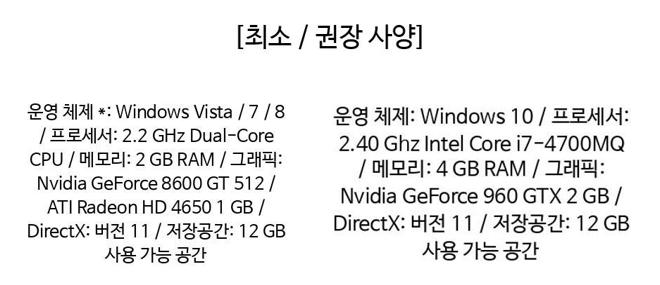 [최소 / 권장 사양]
운영 체제 *: Windows Vista / 7 / 8
/ 프로세서: 2.2 GHz Dual-Core
CPU / 메모리: 2 GB RAM / 그래픽:
Nvidia GeForce 8600 GT 512 /
ATI Radeon HD 4650 1 GB /
DirectX: 버전 11 / 저장공간: 12 GB
사용 가능 공간
운영 체제: Windows 10 / 프로세서:
2.40 Ghz Intel Core i7-4700MQ
/ 메모리: 4 GB RAM / 그래픽:
Nvidia GeForce 960 GTX 2 GB /
DirectX: 버전 11 / 저장공간: 12 GB
사용 가능 공간